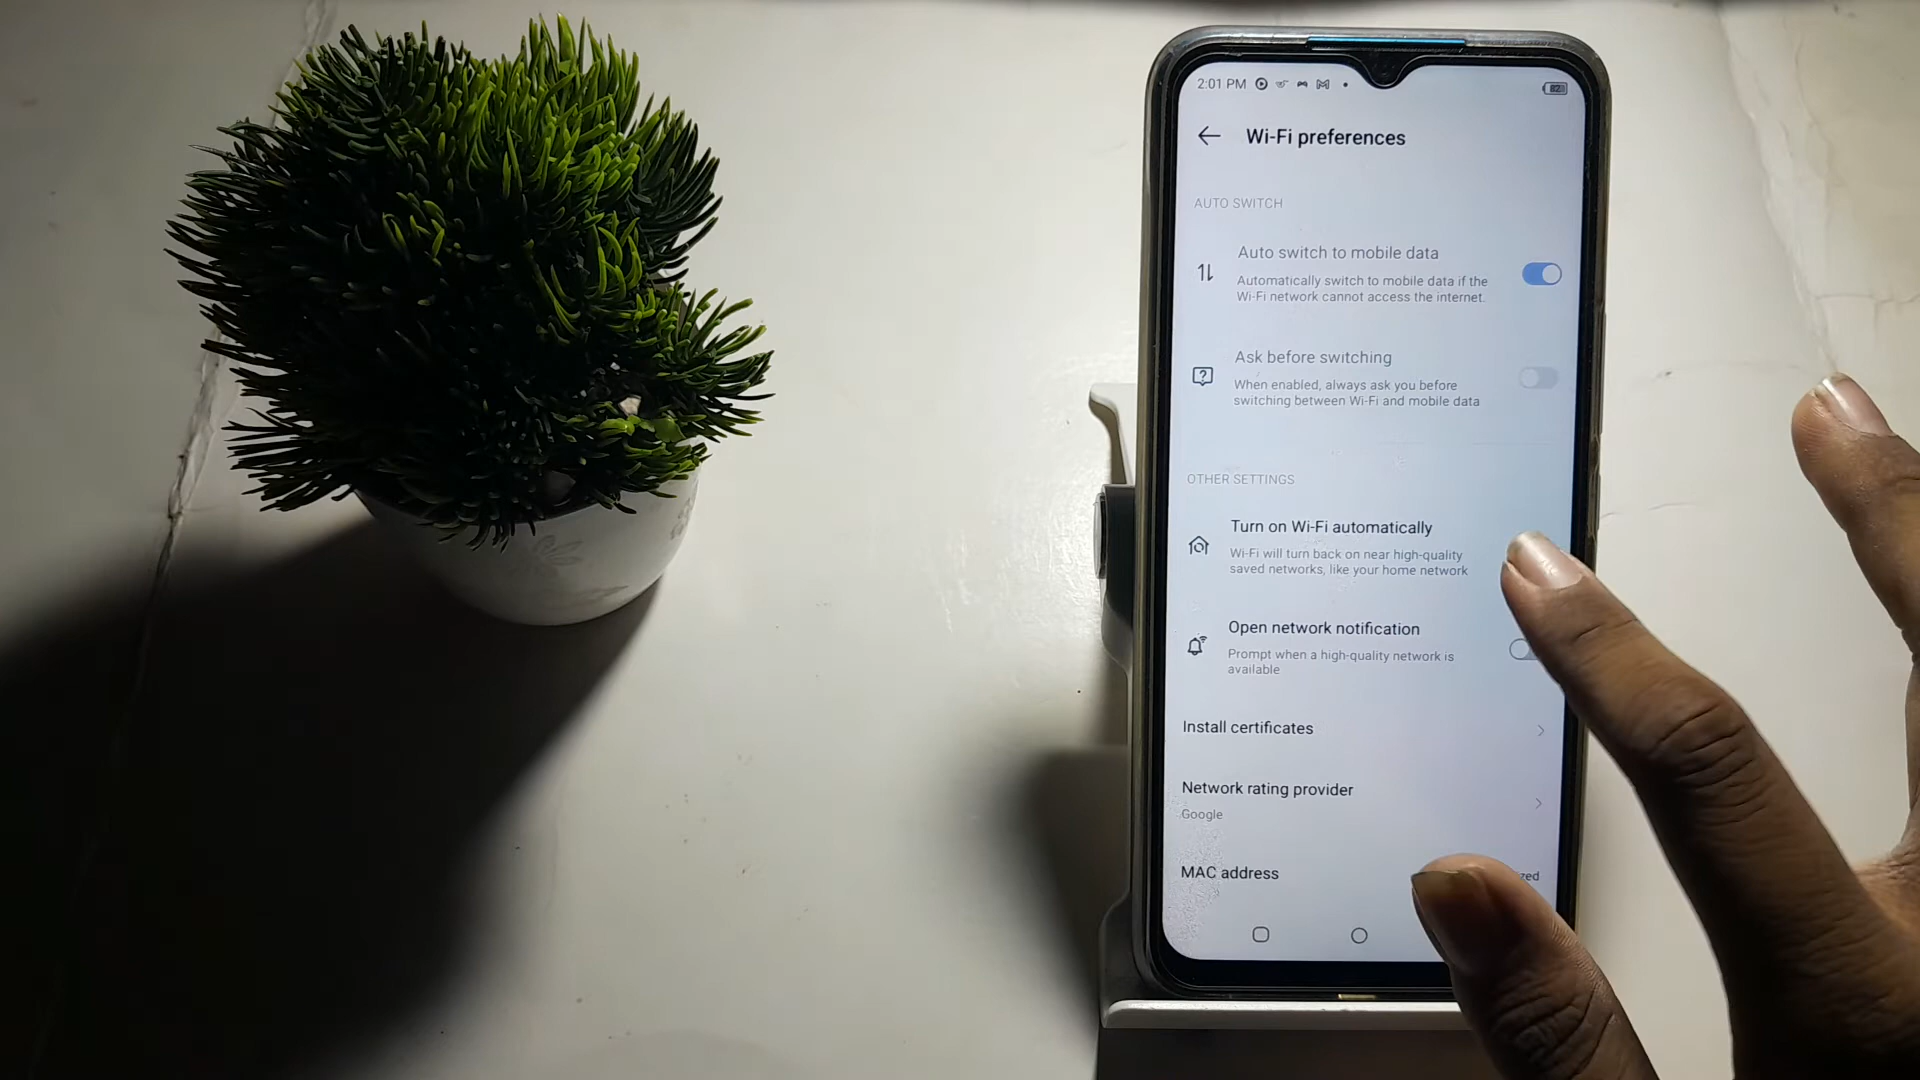 2:01 PM
82
Wi-Fi preferences
AUTO SWITCH
Auto switch to mobile data
Automatically switch to mobile data if the
Wi-Fi network cannot access the internet.
Ask before switching
When enabled, always ask you before
switching between Wi-Fi and mobile data
OTHER SETTINGS
Turn on Wi-Fi automatically
Wi-Fi will turn back on near high-quality
saved networks, like your home network
Open network notification
Prompt when a high-quality network is
available
Install certificates
Network rating provider
Google
MAC address